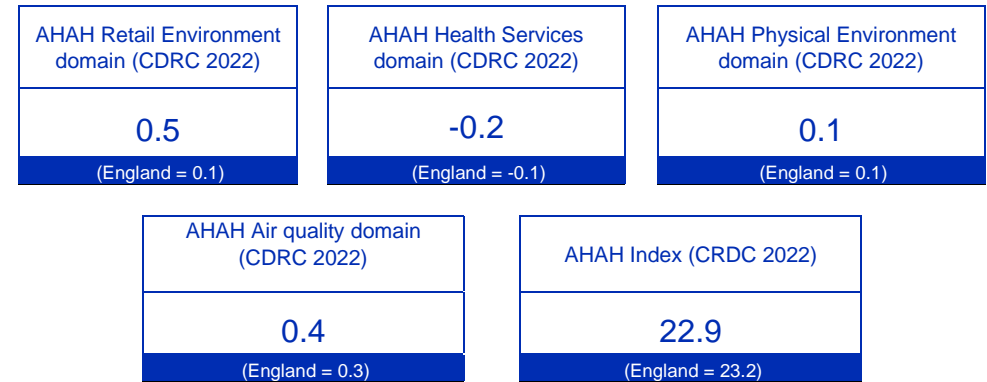 AHAH Retail Environment
domain (CDRC 2022)
0.5
(England = 0.1)
AHAH Health Services
domain (CDRC 2022)
-0.2
(England = -0.1)
AHAH Physical Environment
domain (CDRC 2022)
0.1
(England = 0.1)
AHAH Air quality domain
(CDRC 2022)
0.4
(England = 0.3)
AHAH Index (CRDC 2022)
22.9
(England = 23.2)